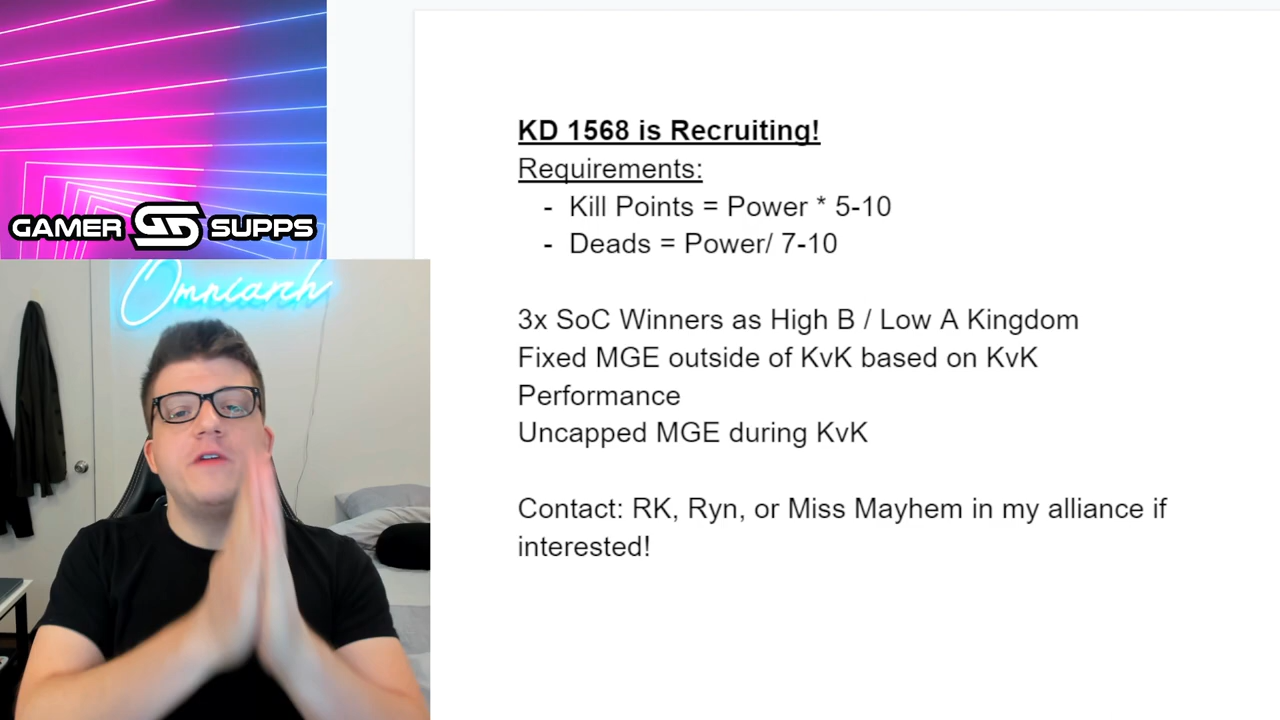 GAMER SUPPS
Omniarch
KD 1568 is Recruiting!
Requirements:
- Kill Points = Power * 5-10
- Deads = Power/ 7-10
3x SoC Winners as High B / Low A Kingdom
Fixed MGE outside of KvK based on KvK
Performance
Uncapped MGE during KvK
Contact: RK, Ryn, or Miss Mayhem in my alliance if
interested!